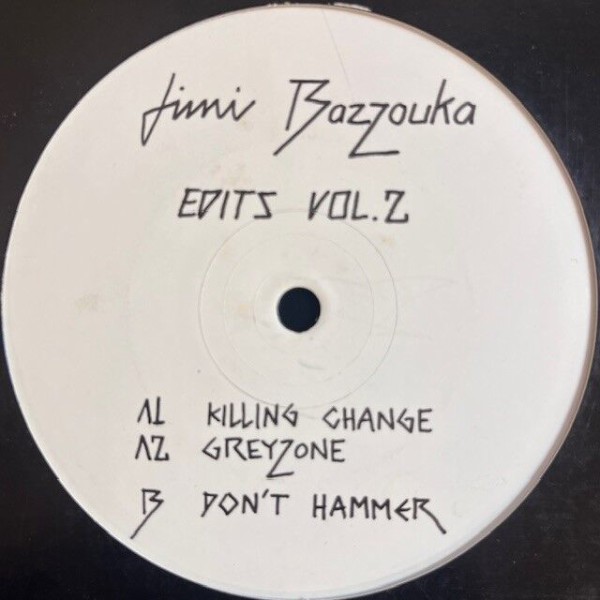 Jimi Bazzouka
EDITS VOL.2
A1 KILLING CHANGE
A2 GREYZONE
B DON'T HAMMER